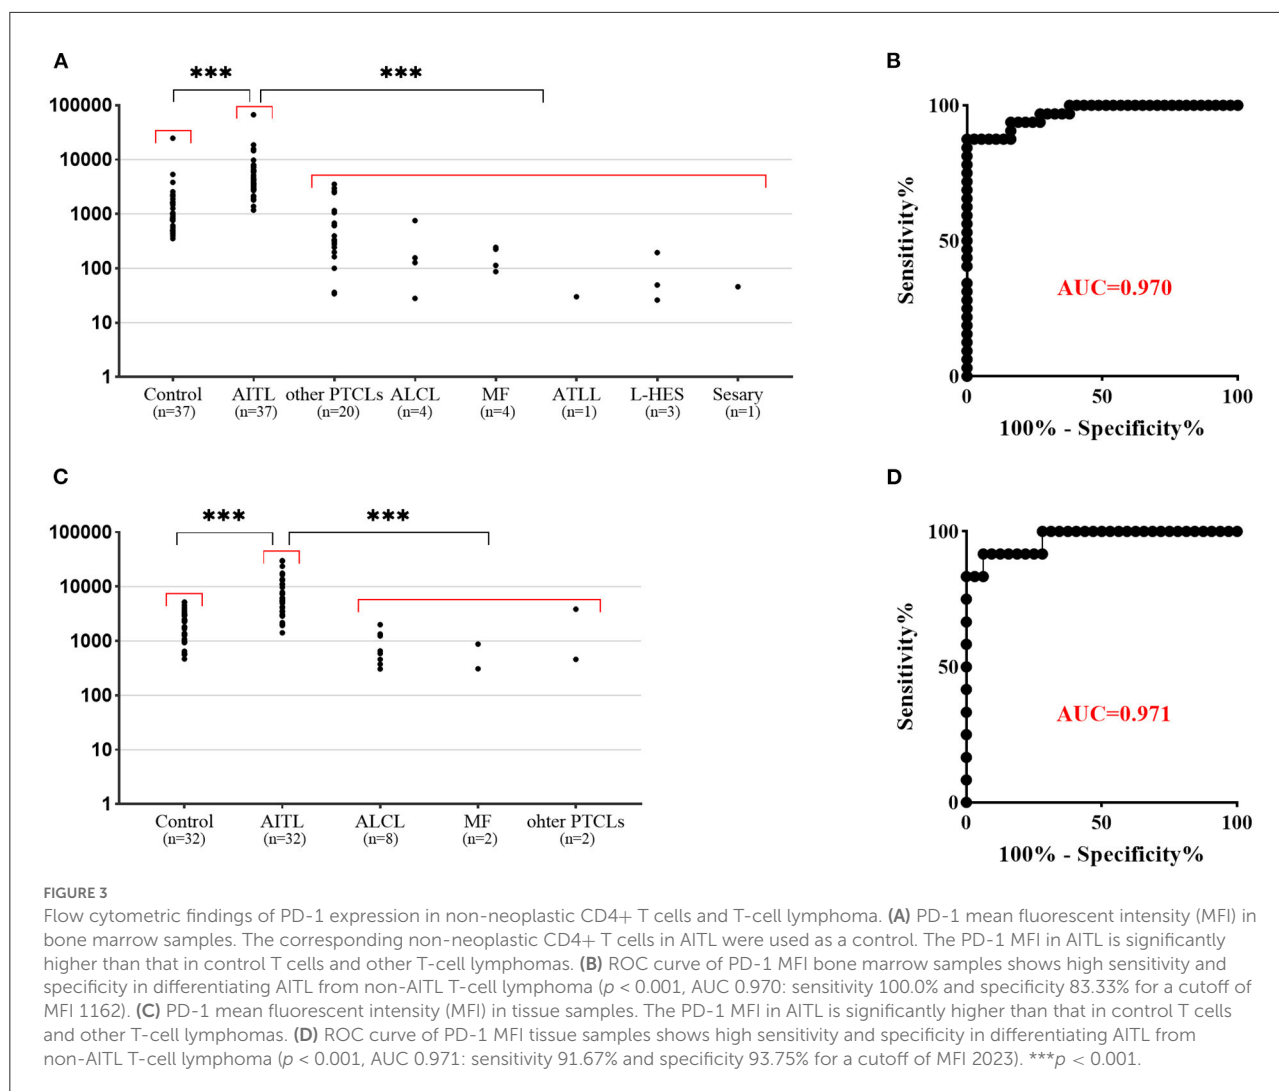 A
***
***
100000
10000
1000
100
10
1
Control
(n=37)
AITL
(n=37)
other PTCLs
(n=20)
ALCL
(n=4)
MF
(n=4)
ATLL
(n=1)
L-HES
(n=3)
Sesary
(n=1)
B
Sensitivity%
100
50
0
AUC=0.970
0
50
100
100% - Specificity%
C
***
***
100000
10000
1000
100
10
1
Control
(n=32)
AITL
(n=32)
ALCL
(n=8)
MF
(n=2)
ohter PTCLs
(n=2)
D
Sensitivity%
100
50
0
AUC=0.971
0
50
100
100% - Specificity%
FIGURE 3
Flow cytometric findings of PD-1 expression in non-neoplastic CD4+ T cells and T-cell lymphoma. (A) PD-1 mean fluorescent intensity (MFI) in
bone marrow samples. The corresponding non-neoplastic CD4+ T cells in AITL were used as a control. The PD-1 MFI in AITL is significantly
higher than that in control T cells and other T-cell lymphomas. (B) ROC curve of PD-1 MFI bone marrow samples shows high sensitivity and
specificity in differentiating AITL from non-AITL T-cell lymphoma (p < 0.001, AUC 0.970: sensitivity 100.0% and specificity 83.33% for a cutoff of
MFI 1162). (C) PD-1 mean fluorescent intensity (MFI) in tissue samples. The PD-1 MFI in AITL is significantly higher than that in control T cells
and other T-cell lymphomas. (D) ROC curve of PD-1 MFI tissue samples shows high sensitivity and specificity in differentiating AITL from
non-AITL T-cell lymphoma (p < 0.001, AUC 0.971: sensitivity 91.67% and specificity 93.75% for a cutoff of MFI 2023). ***p < 0.001.